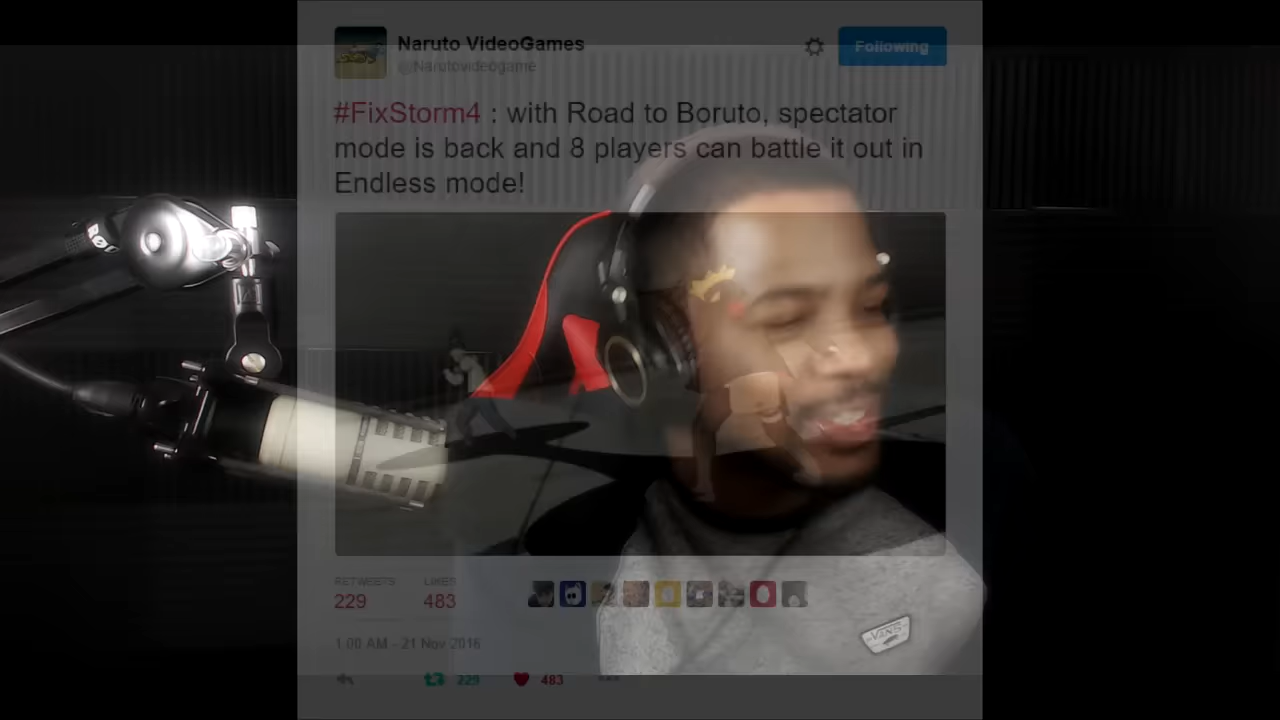 Naruto VideoGames
@Narutovideogame
Following
#FixStorm4 : with Road to Boruto, spectator
mode is back and 8 players can battle it out in
Endless mode!
RETWEETS
LIKES
229
483
1:00 AM - 21 Nov 2016
229
483
VANS